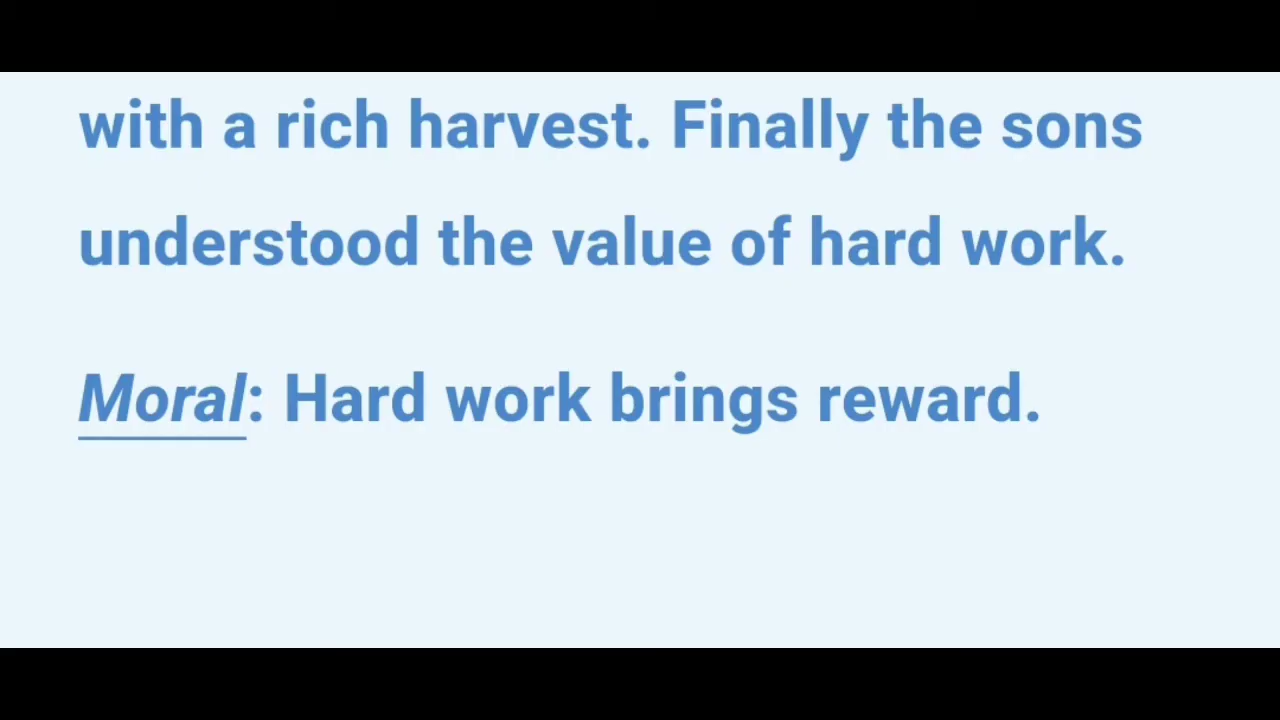 with a rich harvest. Finally the sons
understood the value of hard work.
Moral: Hard work brings reward.